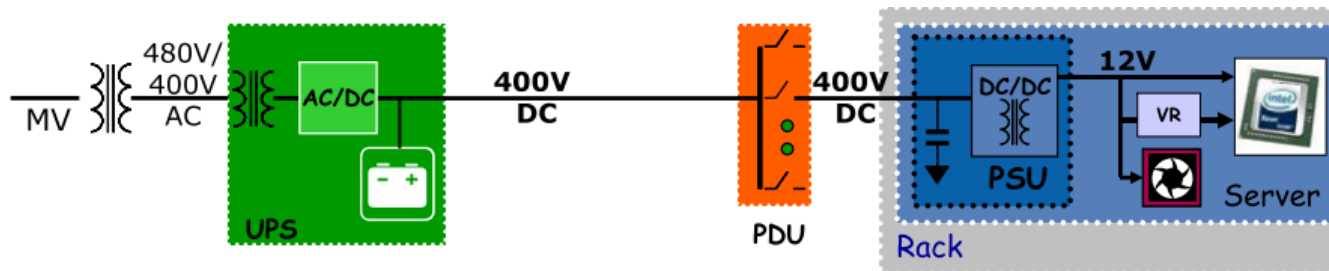 MV
480V/
400V
AC
AC/DC
UPS
400V
DC
PDU
400V
DC
DC/DC
PSU
12V
VR
intel
Server
Rack